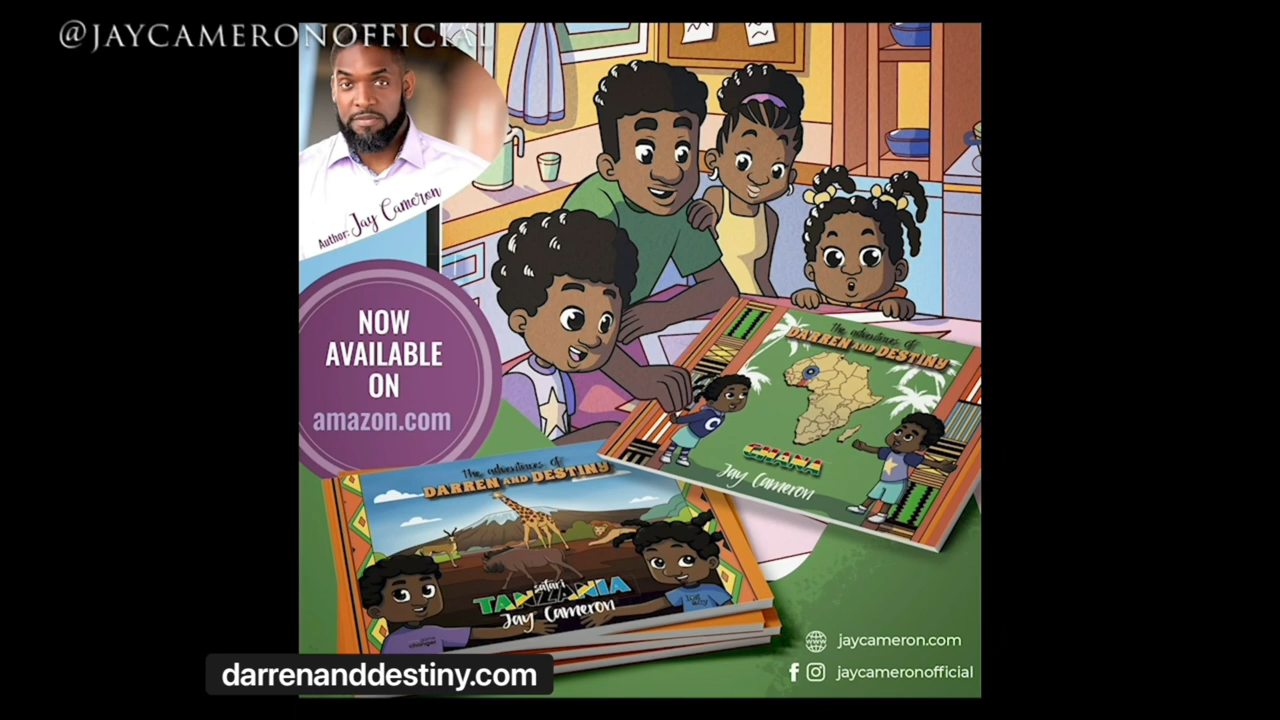 @JAYCAMERONOFFICIAL
Author: Jay Cameron
NOW
AVAILABLE
ON
amazon.com
The adventures of
DARREN AND DESTINY
GHANA
Jay Cameron
The adventures of
DARREN AND DESTINY
safari
TANZANIA
Jay Cameron
changer
jaycameron.com
jaycameronofficial
darrenanddestiny.com